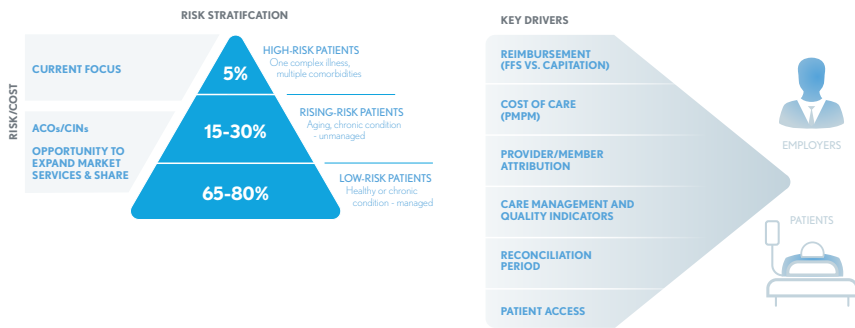 RISK STRATIFCATION
RISK/COST
CURRENT FOCUS
ACOs/CINs
OPPORTUNITY TO
EXPAND MARKET
SERVICES & SHARE
5%
15-30%
65-80%
HIGH-RISK PATIENTS
One complex illness,
multiple comorbidities
RISING-RISK PATIENTS
Aging, chronic condition
- unmanaged
LOW-RISK PATIENTS
Healthy or chronic
condition - managed
KEY DRIVERS
REIMBURSEMENT
(FFS VS. CAPITATION)
COST OF CARE
(PMPM)
PROVIDER/MEMBER
ATTRIBUTION
CARE MANAGEMENT AND
QUALITY INDICATORS
RECONCILIATION
PERIOD
PATIENT ACCESS
EMPLOYERS
PATIENTS